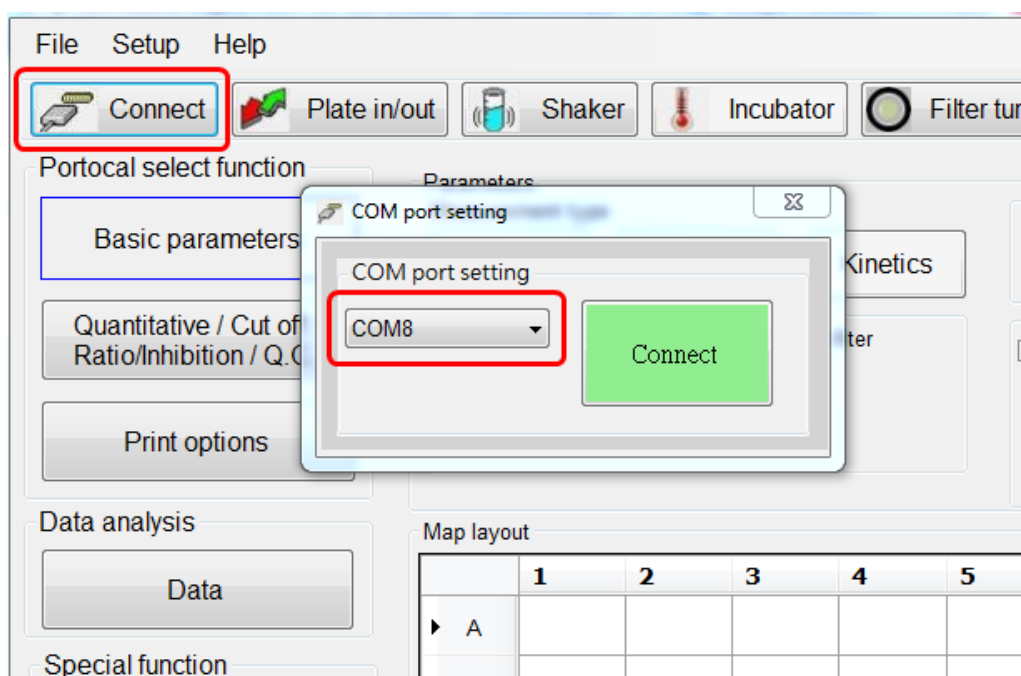 File Setup Help
Connect Plate in/out Shaker Incubator Filter tur
Portocal select function
Parameters
Basic parameters
COM port setting
COM port setting
COM8
Connect
Kinetics
Quantitative / Cut of
Ratio/Inhibition / Q.C
ter
Print options
Data analysis
Data
Special function
Map layout
1 2 3 4 5
A